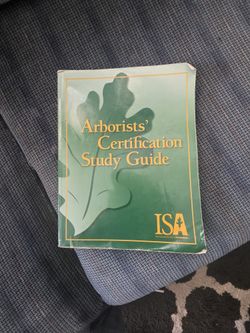 Arborists'
Certification
Study Guide
ISA